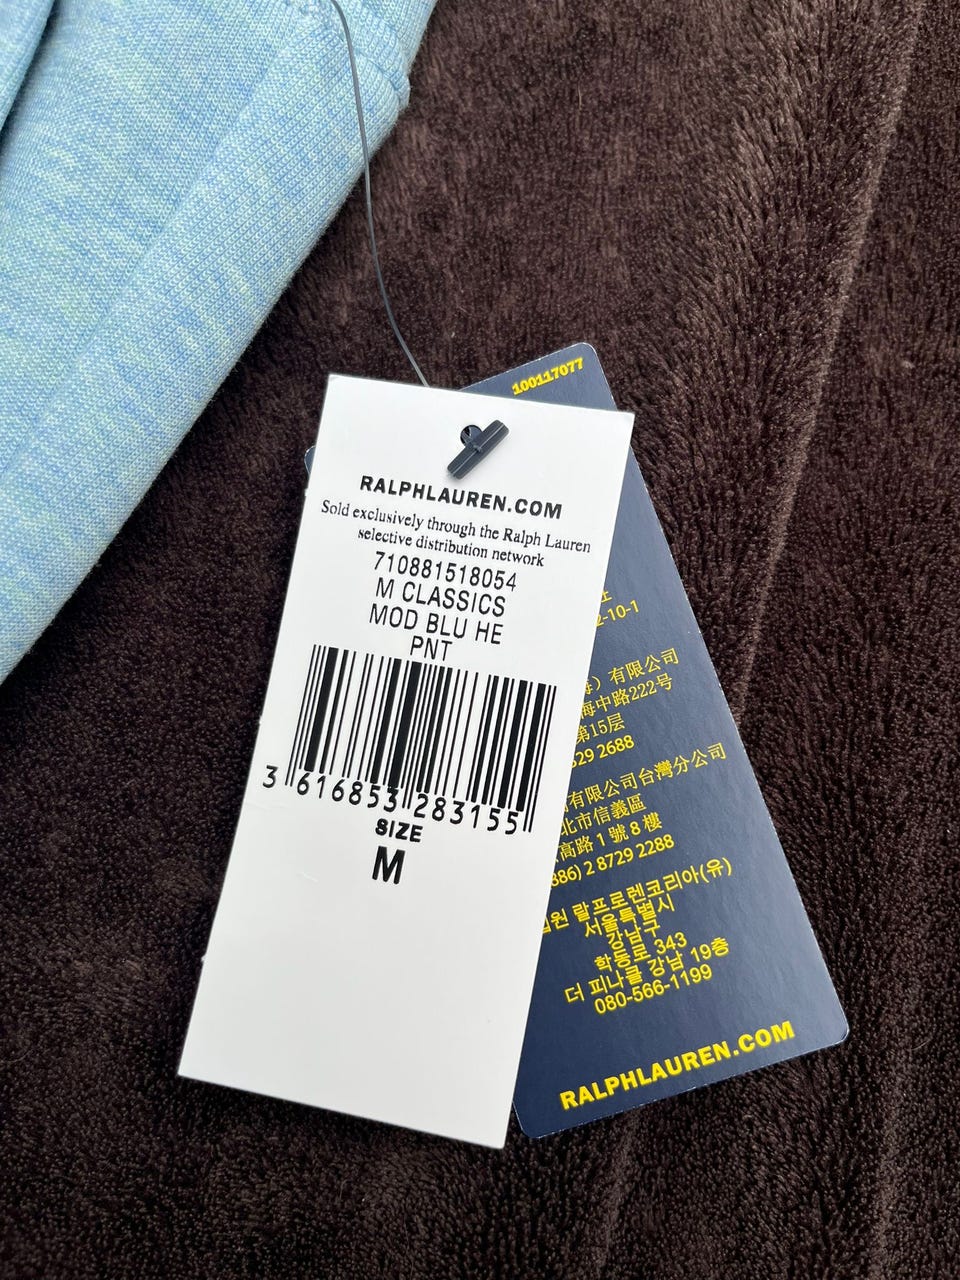 100117077
RALPHLAUREN.COM
Sold exclusively through the Ralph Lauren
selective distribution network
710881518054
M CLASSICS
MOD BLU HE
PNT
3 616853 283155
SIZE
M
2-10-1
有限公司
海中路222号
第15层
329 2688
有限公司台灣分公司
北市信義區
高路 1 號 8 樓
886) 2 8729 2288
랄프로렌코리아(유)
서울특별시
강남구
학동로 343
더 피나클 강남 19층
080-566-1199
RALPHLAUREN.COM